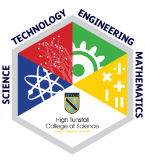 SCIENCE
TECHNOLOGY
ENGINEERING
MATHEMATICS
High Tunstall
College of Science